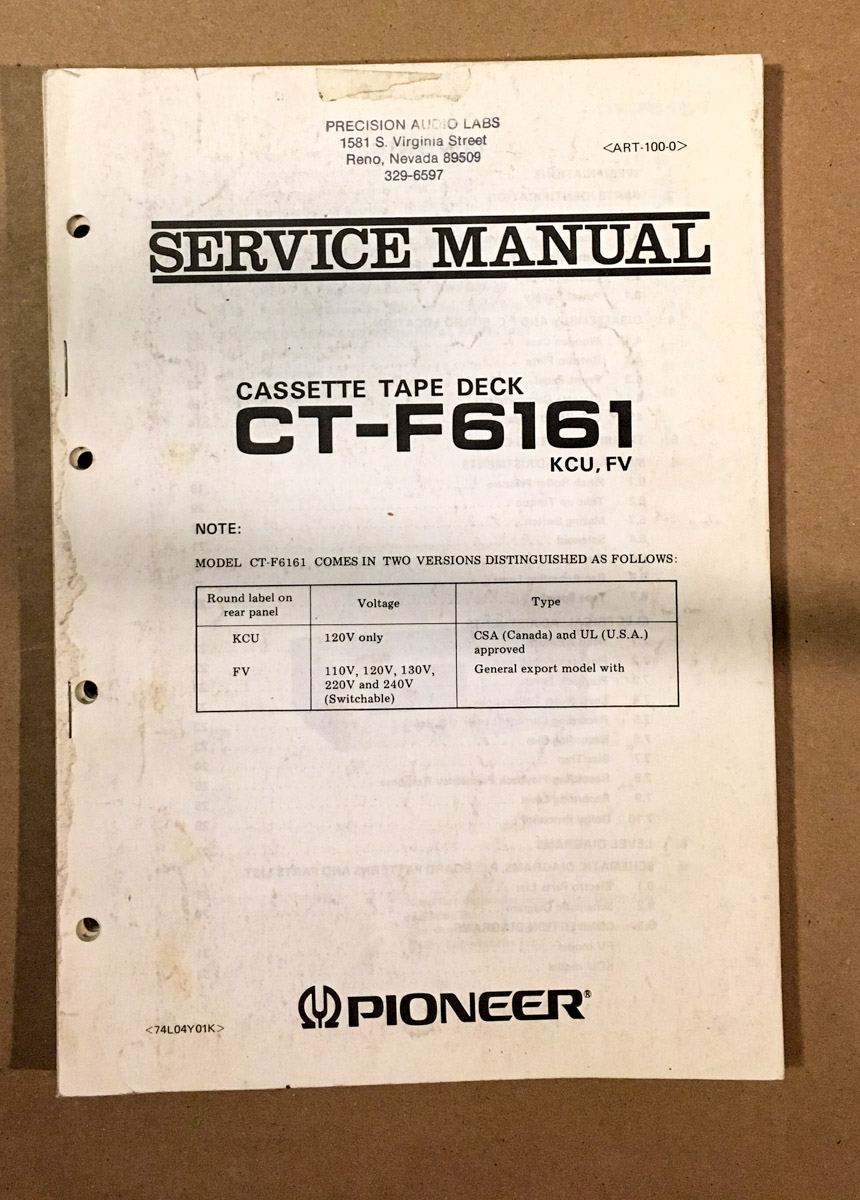 PRECISION AUDIO LABS
1581 S. Virginia Street
Reno, Nevada 89509
329-6597
<ART-100-0>
SERVICE MANUAL
CASSETTE TAPE DECK
CT-F6161
KCU, FV
NOTE:
MODEL CT-F6161 COMES IN TWO VERSIONS DISTINGUISHED AS FOLLOWS:
Round label on rear panel | Voltage | Type
KCU | 120V only | CSA (Canada) and UL (U.S.A.) approved
FV | 110V, 120V, 130V, 220V and 240V (Switchable) | General export model with
PIONEER®
<74L04Y01K>